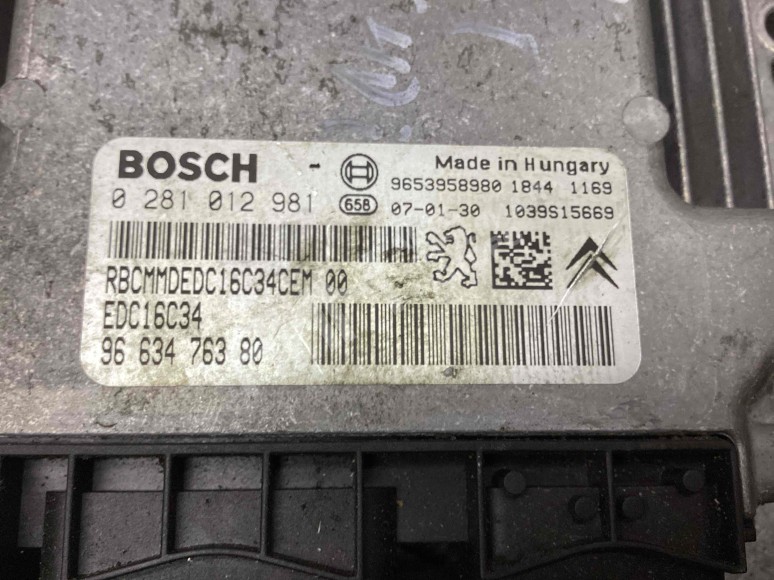 BOSCH - Made in Hungary
9653958980 1844 1169
0 281 012 981 658 07-01-30 1039S15669
RBCMMDEDC16C34CEM 00
EDC16C34
96 634 763 80